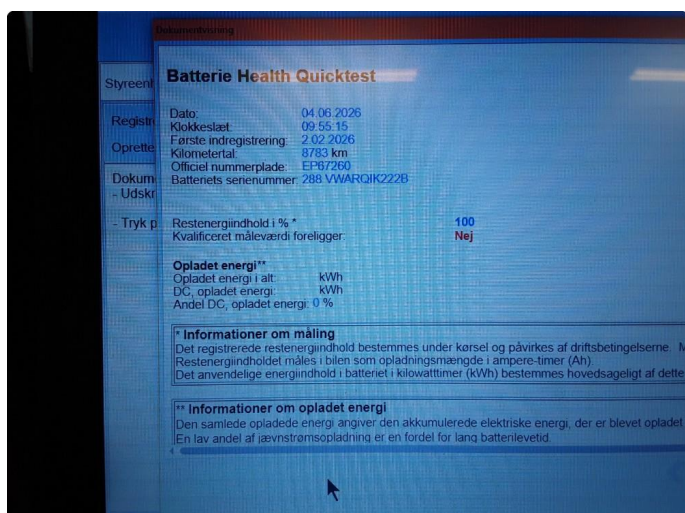 Dokumentvisning
Styreenh
Registr
Oprette
Dokum
- Udskr
- Tryk p
Batterie Health Quicktest
Dato: 04.06.2026
Klokkeslæt: 09:55:15
Første indregistrering: 2.02.2026
Kilometertal: 8783 km
Officiel nummerplade: EP67260
Batteriets serienummer: 288 VWARQIK222B
Restenergiindhold i % * 100
Kvalificeret måleværdi foreligger: Nej
Opladet energi**
Opladet energi i alt: kWh
DC, opladet energi: kWh
Andel DC, opladet energi: 0 %
* Informationer om måling
Det registrerede restenergiindhold bestemmes under kørsel og påvirkes af driftsbetingelserne. M
Restenergiindholdet måles i bilen som opladningsmængde i ampere-timer (Ah).
Det anvendelige energiindhold i batteriet i kilowatttimer (kWh) bestemmes hovedsageligt af dette
** Informationer om opladet energi
Den samlede opladede energi angiver den akkumulerede elektriske energi, der er blevet opladet
En lav andel af jævnstrømsopladning er en fordel for lang batterilevetid.